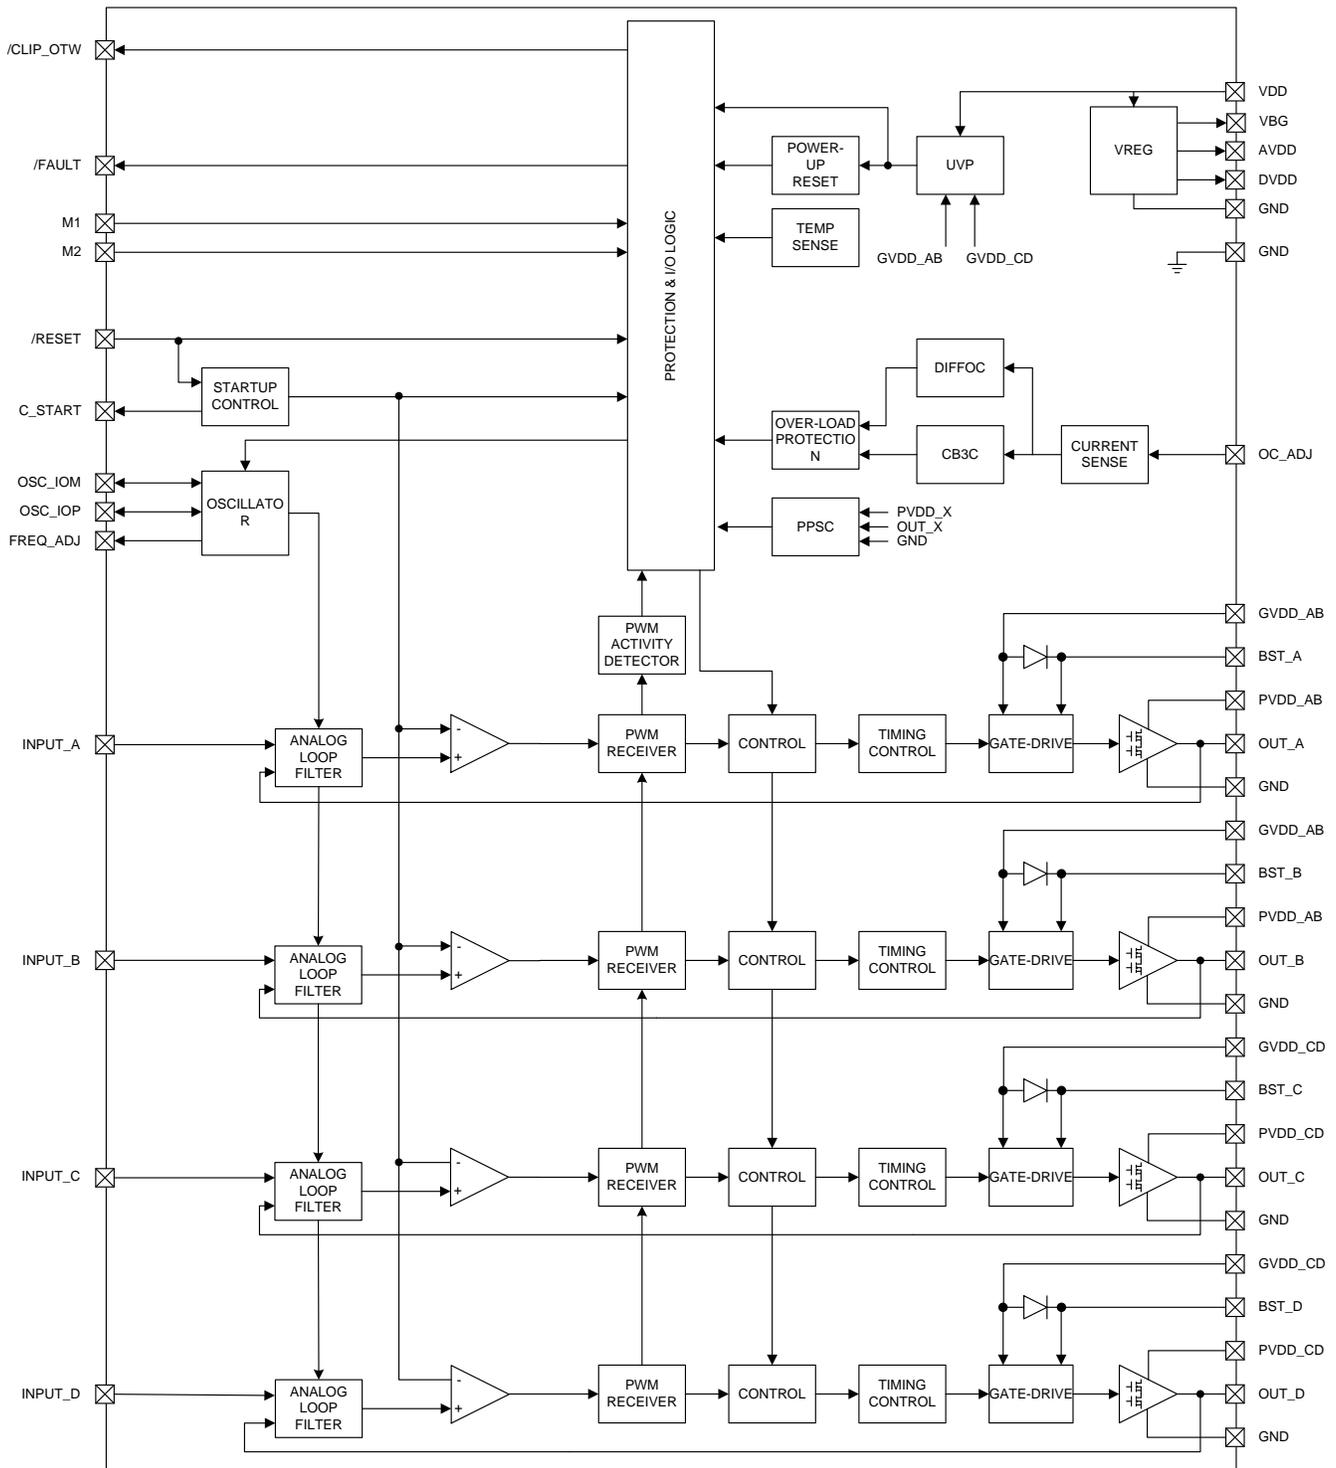 /CLIP_OTW
VDD
VBG
VREG
AVDD
DVDD
GND
GND
POWER-
UP
RESET
UVP
/FAULT
M1
M2
TEMP
SENSE
GVDD_AB
GVDD_CD
PROTECTION & I/O LOGIC
/RESET
STARTUP
CONTROL
C_START
DIFFOC
OVER-LOAD
PROTECTIO
N
CB3C
CURRENT
SENSE
OC_ADJ
OSC_IOM
OSC_IOP
FREQ_ADJ
OSCILLATO
R
PPSC
PVDD_X
OUT_X
GND
PWM
ACTIVITY
DETECTOR
GVDD_AB
BST_A
PVDD_AB
INPUT_A
ANALOG
LOOP
FILTER
-
+
PWM
RECEIVER
CONTROL
TIMING
CONTROL
GATE-DRIVE
OUT_A
GND
GVDD_AB
BST_B
PVDD_AB
INPUT_B
ANALOG
LOOP
FILTER
-
+
PWM
RECEIVER
CONTROL
TIMING
CONTROL
GATE-DRIVE
OUT_B
GND
GVDD_CD
BST_C
PVDD_CD
INPUT_C
ANALOG
LOOP
FILTER
-
+
PWM
RECEIVER
CONTROL
TIMING
CONTROL
GATE-DRIVE
OUT_C
GND
GVDD_CD
BST_D
PVDD_CD
INPUT_D
ANALOG
LOOP
FILTER
-
+
PWM
RECEIVER
CONTROL
TIMING
CONTROL
GATE-DRIVE
OUT_D
GND